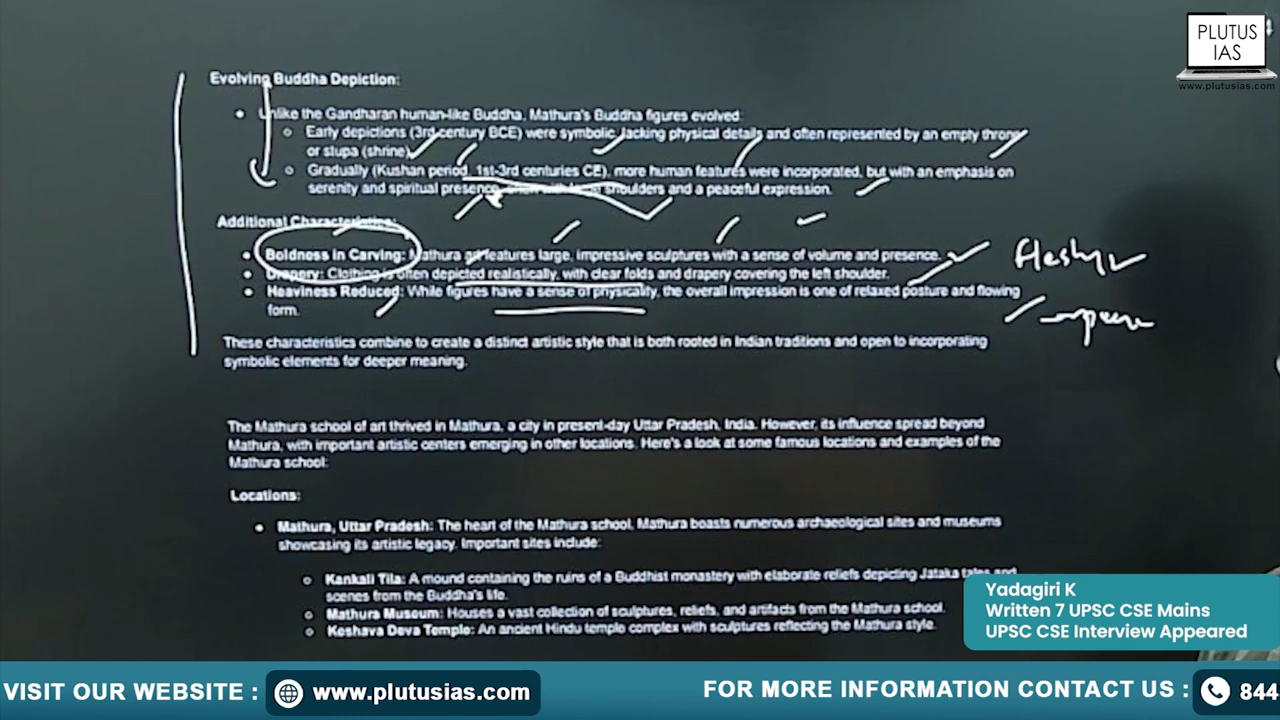 PLUTUS
IAS
www.plutusias.com
Evolving Buddha Depiction:
Unlike the Gandharan human-like Buddha, Mathura's Buddha figures evolved:
Early depictions (3rd century BCE) were symbolic, lacking physical details and often represented by an empty throne
or stupa (shrine).
Gradually (Kushan period, 1st-3rd centuries CE), more human features were incorporated, but with an emphasis on
serenity and spiritual presence, often with shoulders and a peaceful expression.
Additional Characteristics:
Boldness in Carving: Mathura art features large, impressive sculptures with a sense of volume and presence.
fleshy
Drapery: Clothing is often depicted realistically, with clear folds and drapery covering the left shoulder.
Heaviness Reduced: While figures have a sense of physicality, the overall impression is one of relaxed posture and flowing
form.
These characteristics combine to create a distinct artistic style that is both rooted in Indian traditions and open to incorporating
symbolic elements for deeper meaning.
The Mathura school of art thrived in Mathura, a city in present-day Uttar Pradesh, India. However, its influence spread beyond
Mathura, with important artistic centers emerging in other locations. Here's a look at some famous locations and examples of the
Mathura school:
Locations:
Mathura, Uttar Pradesh: The heart of the Mathura school, Mathura boasts numerous archaeological sites and museums
showcasing its artistic legacy. Important sites include:
Kankali Tila: A mound containing the ruins of a Buddhist monastery with elaborate reliefs depicting Jataka tales and
scenes from the Buddha's life.
Mathura Museum: Houses a vast collection of sculptures, reliefs, and artifacts from the Mathura school.
Keshava Deva Temple: An ancient Hindu temple complex with sculptures reflecting the Mathura style.
Yadagiri K
Written 7 UPSC CSE Mains
UPSC CSE Interview Appeared
VISIT OUR WEBSITE : www.plutusias.com
FOR MORE INFORMATION CONTACT US : 844